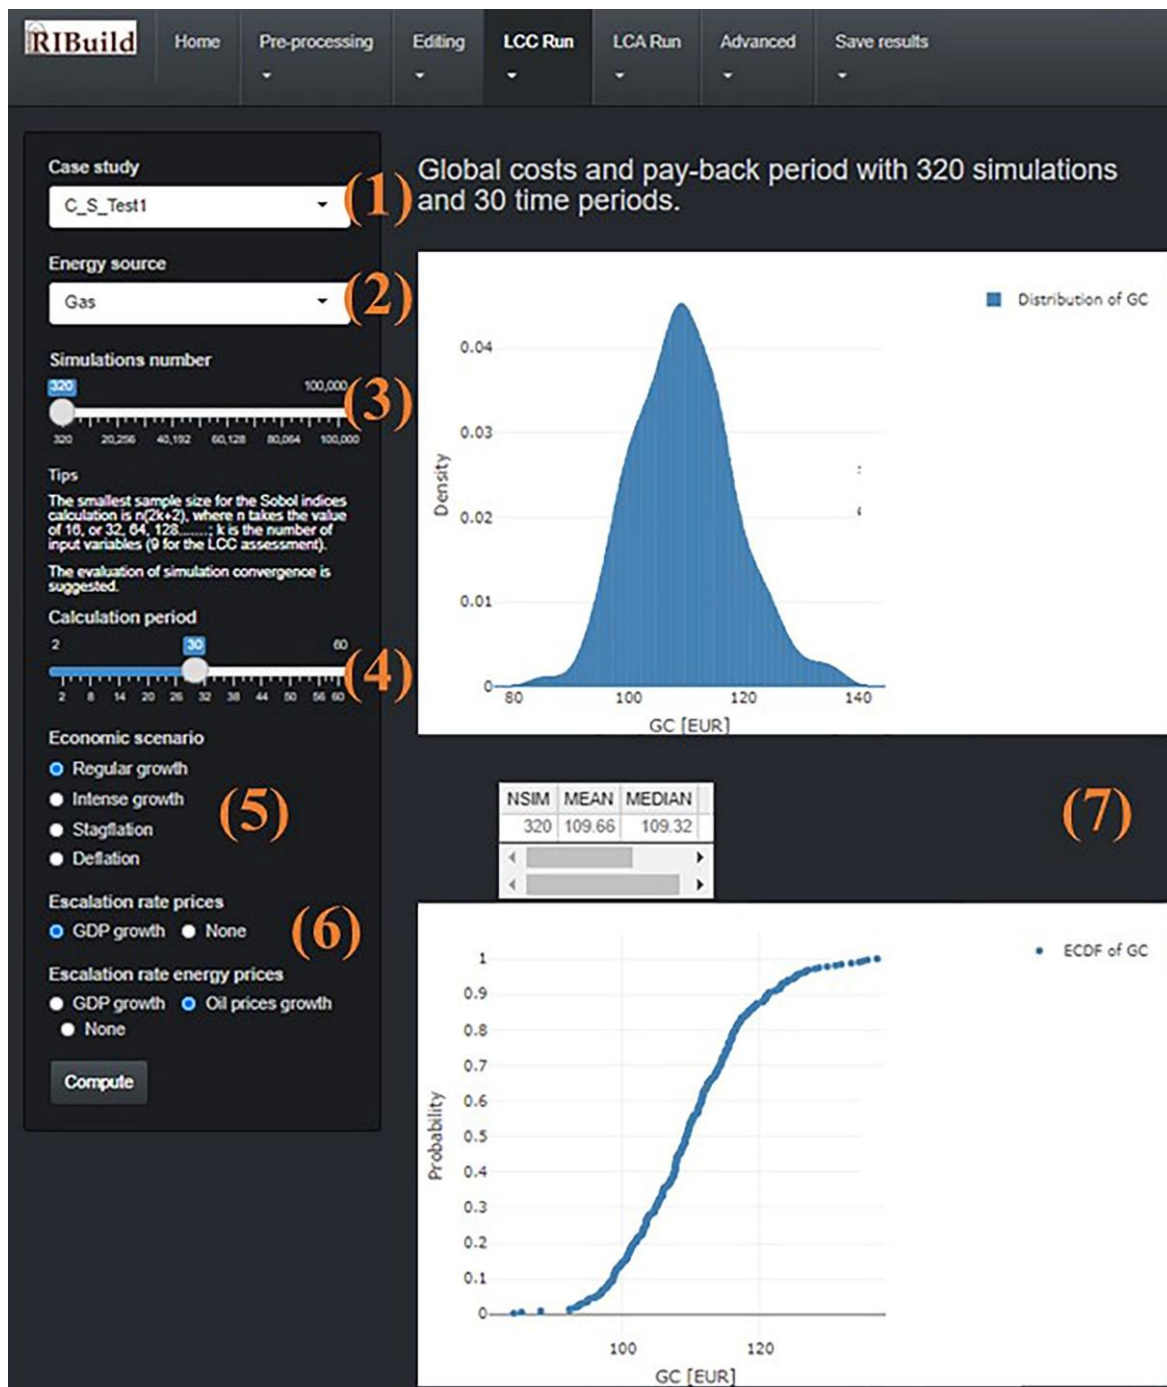 RIBuild
Home
Pre-processing
Editing
LCC Run
LCA Run
Advanced
Save results
Case study
C_S_Test1
(1)
Energy source
Gas
(2)
Simulations number
320
100,000
(3)
320 20,256 40,192 60,128 80,064 100,000
Tips
The smallest sample size for the Sobol indices
calculation is n(2k+2), where n takes the value
of 16, or 32, 64, 128.......; k is the number of
input variables (9 for the LCC assessment).
The evaluation of simulation convergence is
suggested.
Calculation period
2 30 60
(4)
2 8 14 20 26 32 38 44 50 56 60
Economic scenario
Regular growth
Intense growth
Stagflation
Deflation
(5)
Escalation rate prices
GDP growth None
(6)
Escalation rate energy prices
GDP growth Oil prices growth
None
Compute
Global costs and pay-back period with 320 simulations
and 30 time periods.
Distribution of GC
0.04
0.03
0.02
0.01
0
Density
80 100 120 140
GC [EUR]
NSIM MEAN MEDIAN
320 109.66 109.32
(7)
ECDF of GC
1
0.9
0.8
0.7
0.6
0.5
0.4
0.3
0.2
0.1
0
Probability
100 120
GC [EUR]